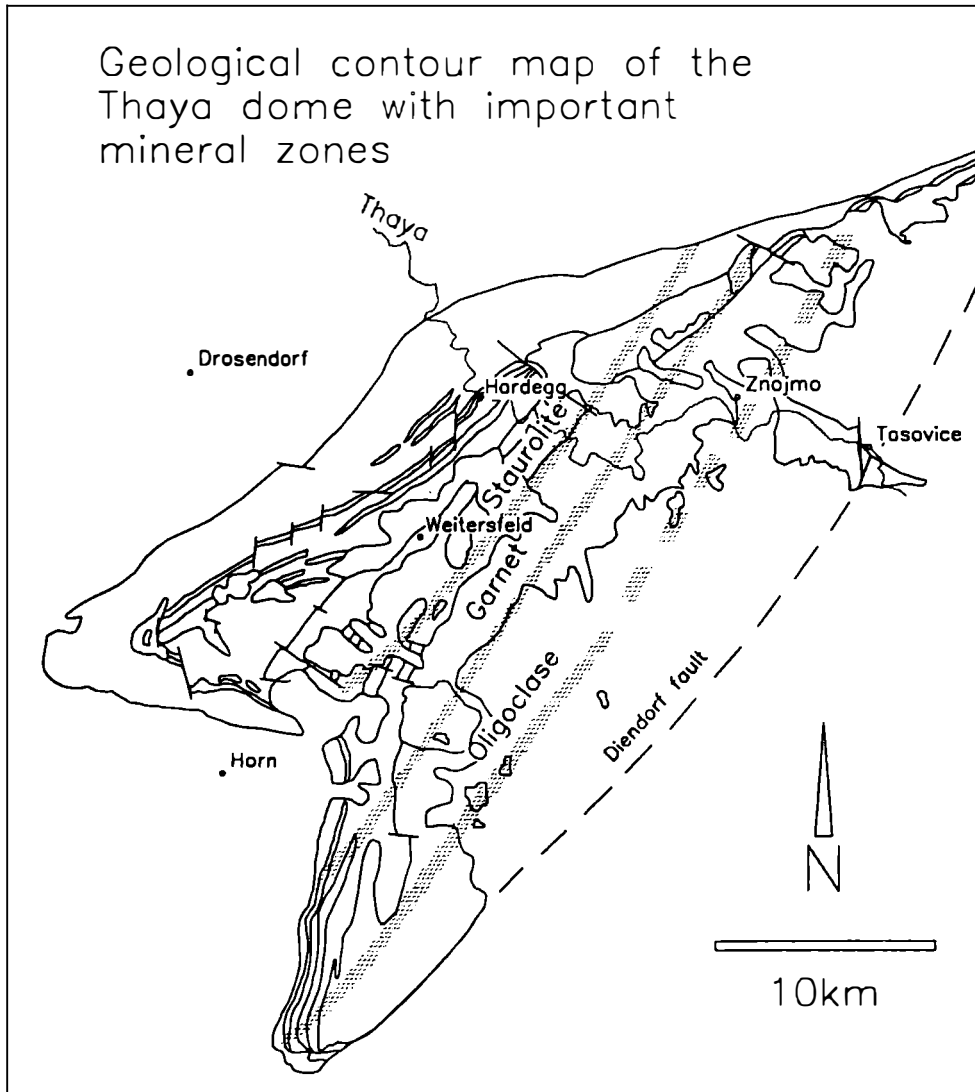 Geological contour map of the
Thaya dome with important
mineral zones
Thaya
Drosendorf
Hardegg
Znojmo
Tasovice
Staurolite
Weitersfeld
Garnet
Oligoclase
Diendorf fault
Horn
N
10km